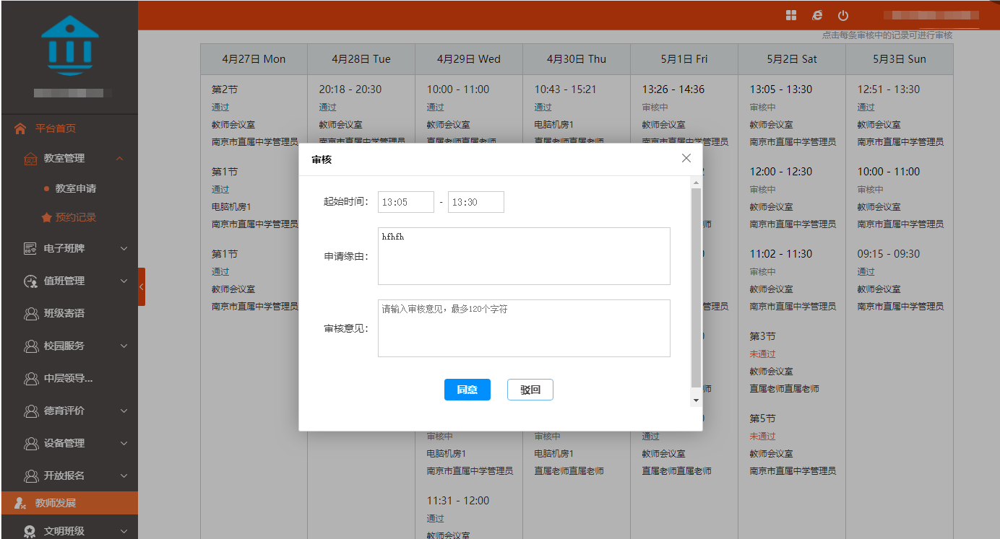 点击每条审核中的记录可进行审核
平台首页
教室管理
教室申请
预约记录
电子班牌
值班管理
班级寄语
校园服务
中层领导...
德育评价
设备管理
开放报名
教师发展
文明班级
4月27日 Mon
4月28日 Tue
4月29日 Wed
4月30日 Thu
5月1日 Fri
5月2日 Sat
5月3日 Sun
第2节
通过
教师会议室
南京市直属中学管理员
第1节
通过
电脑机房1
南京市直属中学管理员
第1节
通过
教师会议室
南京市直属中学管理员
20:18 - 20:30
通过
教师会议室
南京市直属中学管理员
10:00 - 11:00
通过
教师会议室
直属老师直属老师
审核中
电脑机房1
南京市直属中学管理员
11:31 - 12:00
通过
教师会议室
10:43 - 15:21
通过
电脑机房1
直属老师直属老师
审核中
电脑机房1
直属老师直属老师
13:26 - 14:36
审核中
教师会议室
南京市直属中学管理员
通过
教师会议室
直属老师直属老师
13:05 - 13:30
审核中
教师会议室
南京市直属中学管理员
12:00 - 12:30
审核中
教师会议室
南京市直属中学管理员
11:02 - 11:30
审核中
教师会议室
南京市直属中学管理员
第3节
未通过
教师会议室
直属老师直属老师
第5节
未通过
教师会议室
南京市直属中学管理员
12:51 - 13:30
通过
教师会议室
南京市直属中学管理员
10:00 - 11:00
审核中
教师会议室
南京市直属中学管理员
09:15 - 09:30
通过
教师会议室
南京市直属中学管理员
审核
起始时间： 13:05 - 13:30
申请缘由： hfhfh
审核意见： 请输入审核意见，最多120个字符
同意 驳回